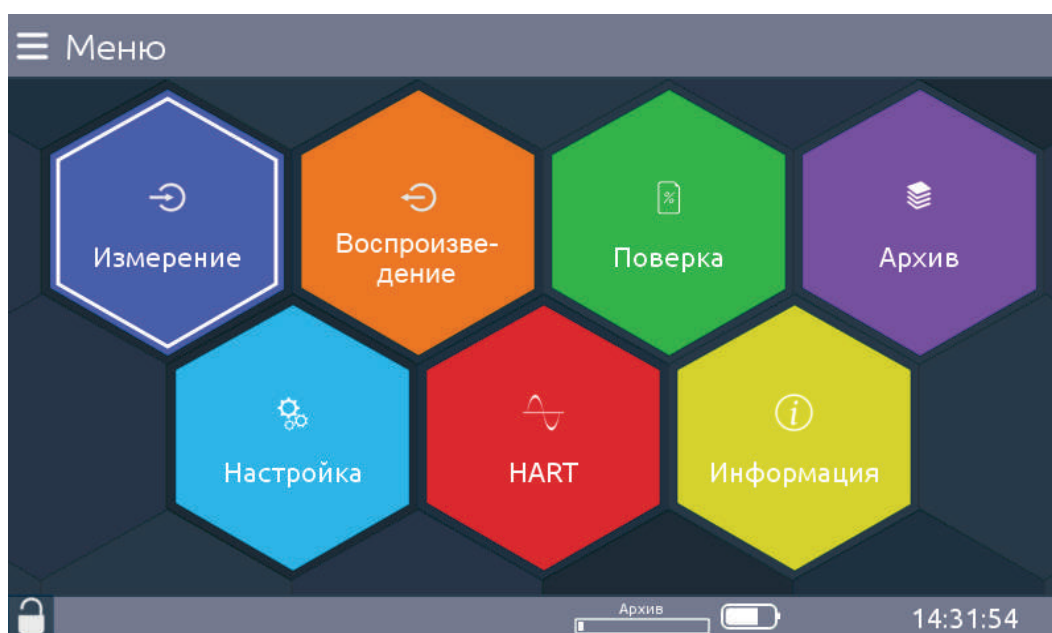 Меню
Измерение
Воспроизве-
дение
%
Поверка
Архив
Настройка
HART
i
Информация
Архив
14:31:54